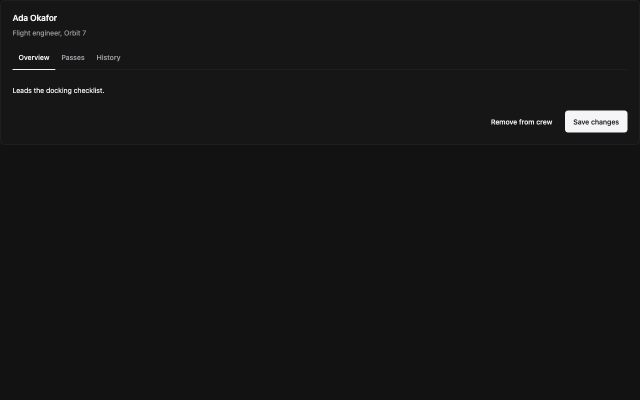 Ada Okafor
Flight engineer, Orbit 7
Overview Passes History
Leads the docking checklist.
Remove from crew Save changes